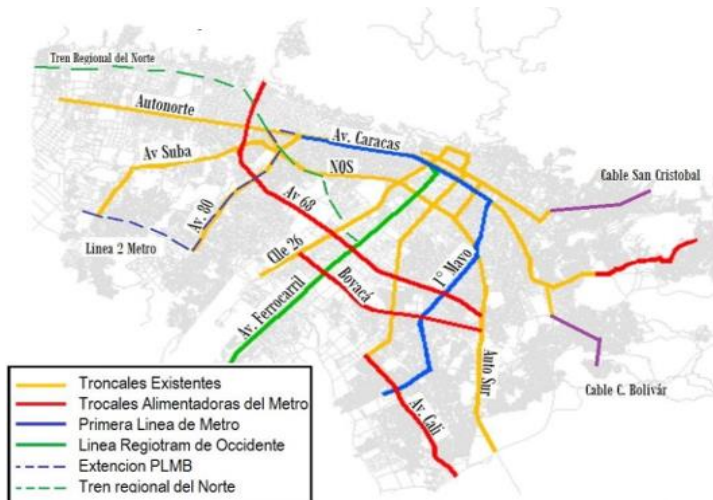 Tren Regional del Norte
Autonorte
Av. Caracas
Av Suba
NQS
Cable San Cristobal
Av. 80
Av 68
Linea 2 Metro
Clle 26
1° Mayo
Boyacá
Av. Ferrocarril
Auto Sur
Cable C. Bolivár
Av. Cali
Troncales Existentes
Trocales Alimentadoras del Metro
Primera Linea de Metro
Linea Regiotram de Occidente
Extencion PLMB
Tren regional del Norte